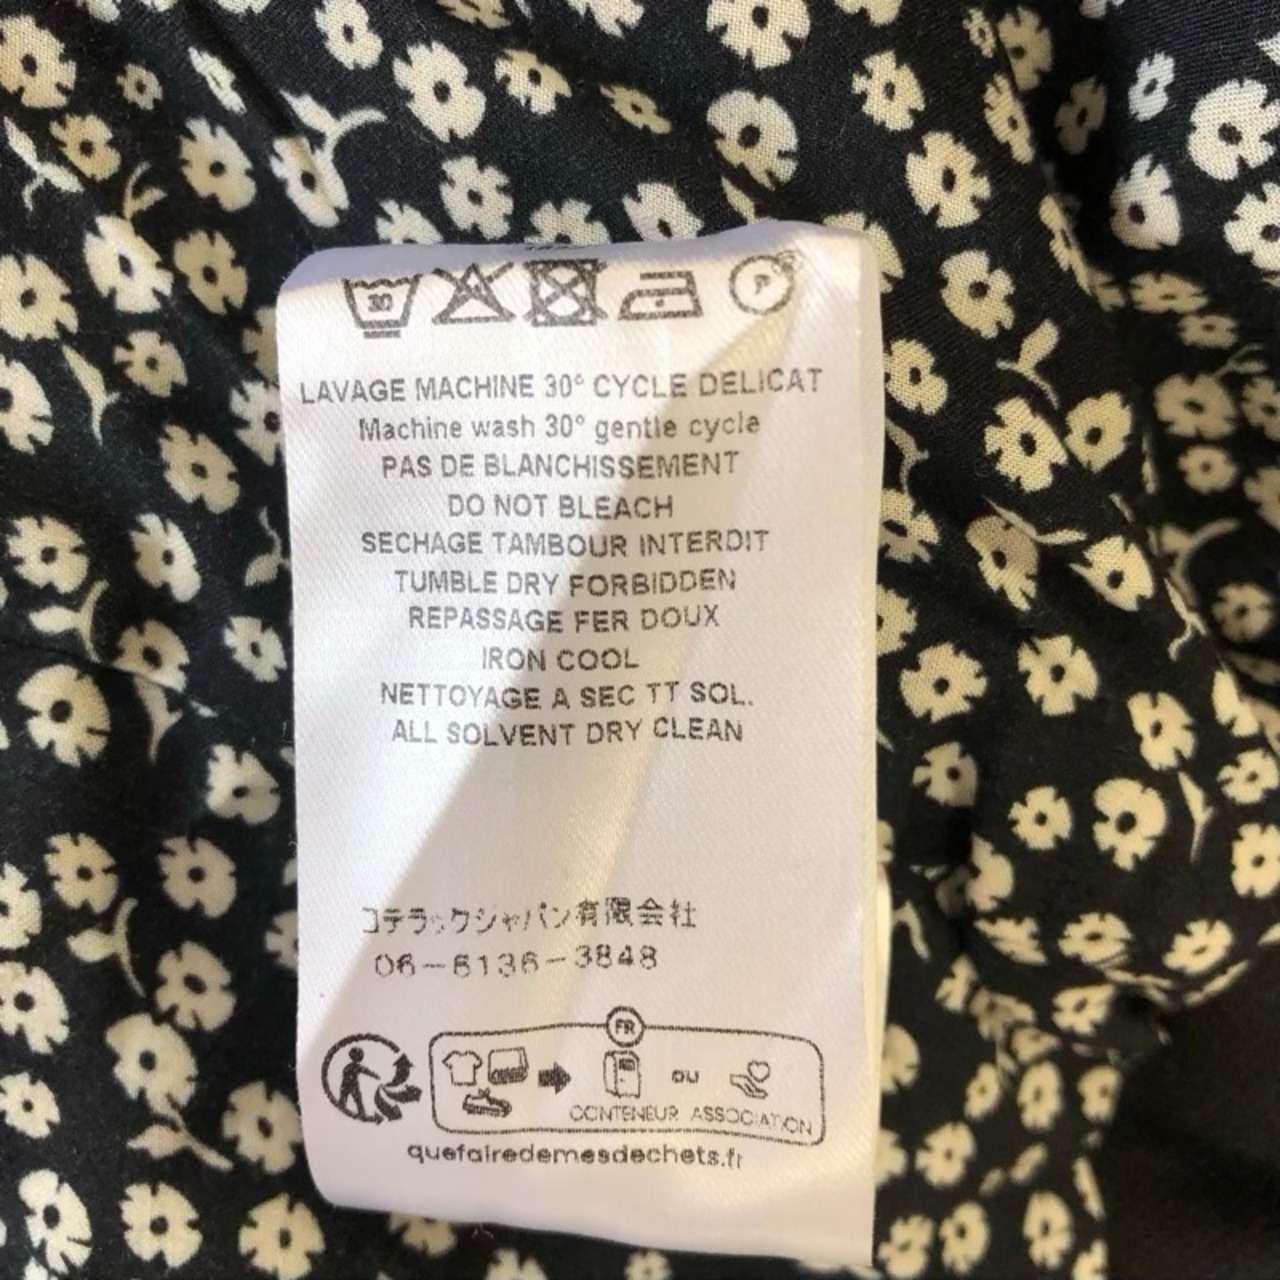 30
P
LAVAGE MACHINE 30° CYCLE DELICAT
Machine wash 30° gentle cycle
PAS DE BLANCHISSEMENT
DO NOT BLEACH
SECHAGE TAMBOUR INTERDIT
TUMBLE DRY FORBIDDEN
REPASSAGE FER DOUX
IRON COOL
NETTOYAGE A SEC TT SOL.
ALL SOLVENT DRY CLEAN
コテラックジャパン有限会社
06-6136-3848
FR
OU
CONTENEUR ASSOCIATION
quefairedemesdechets.fr